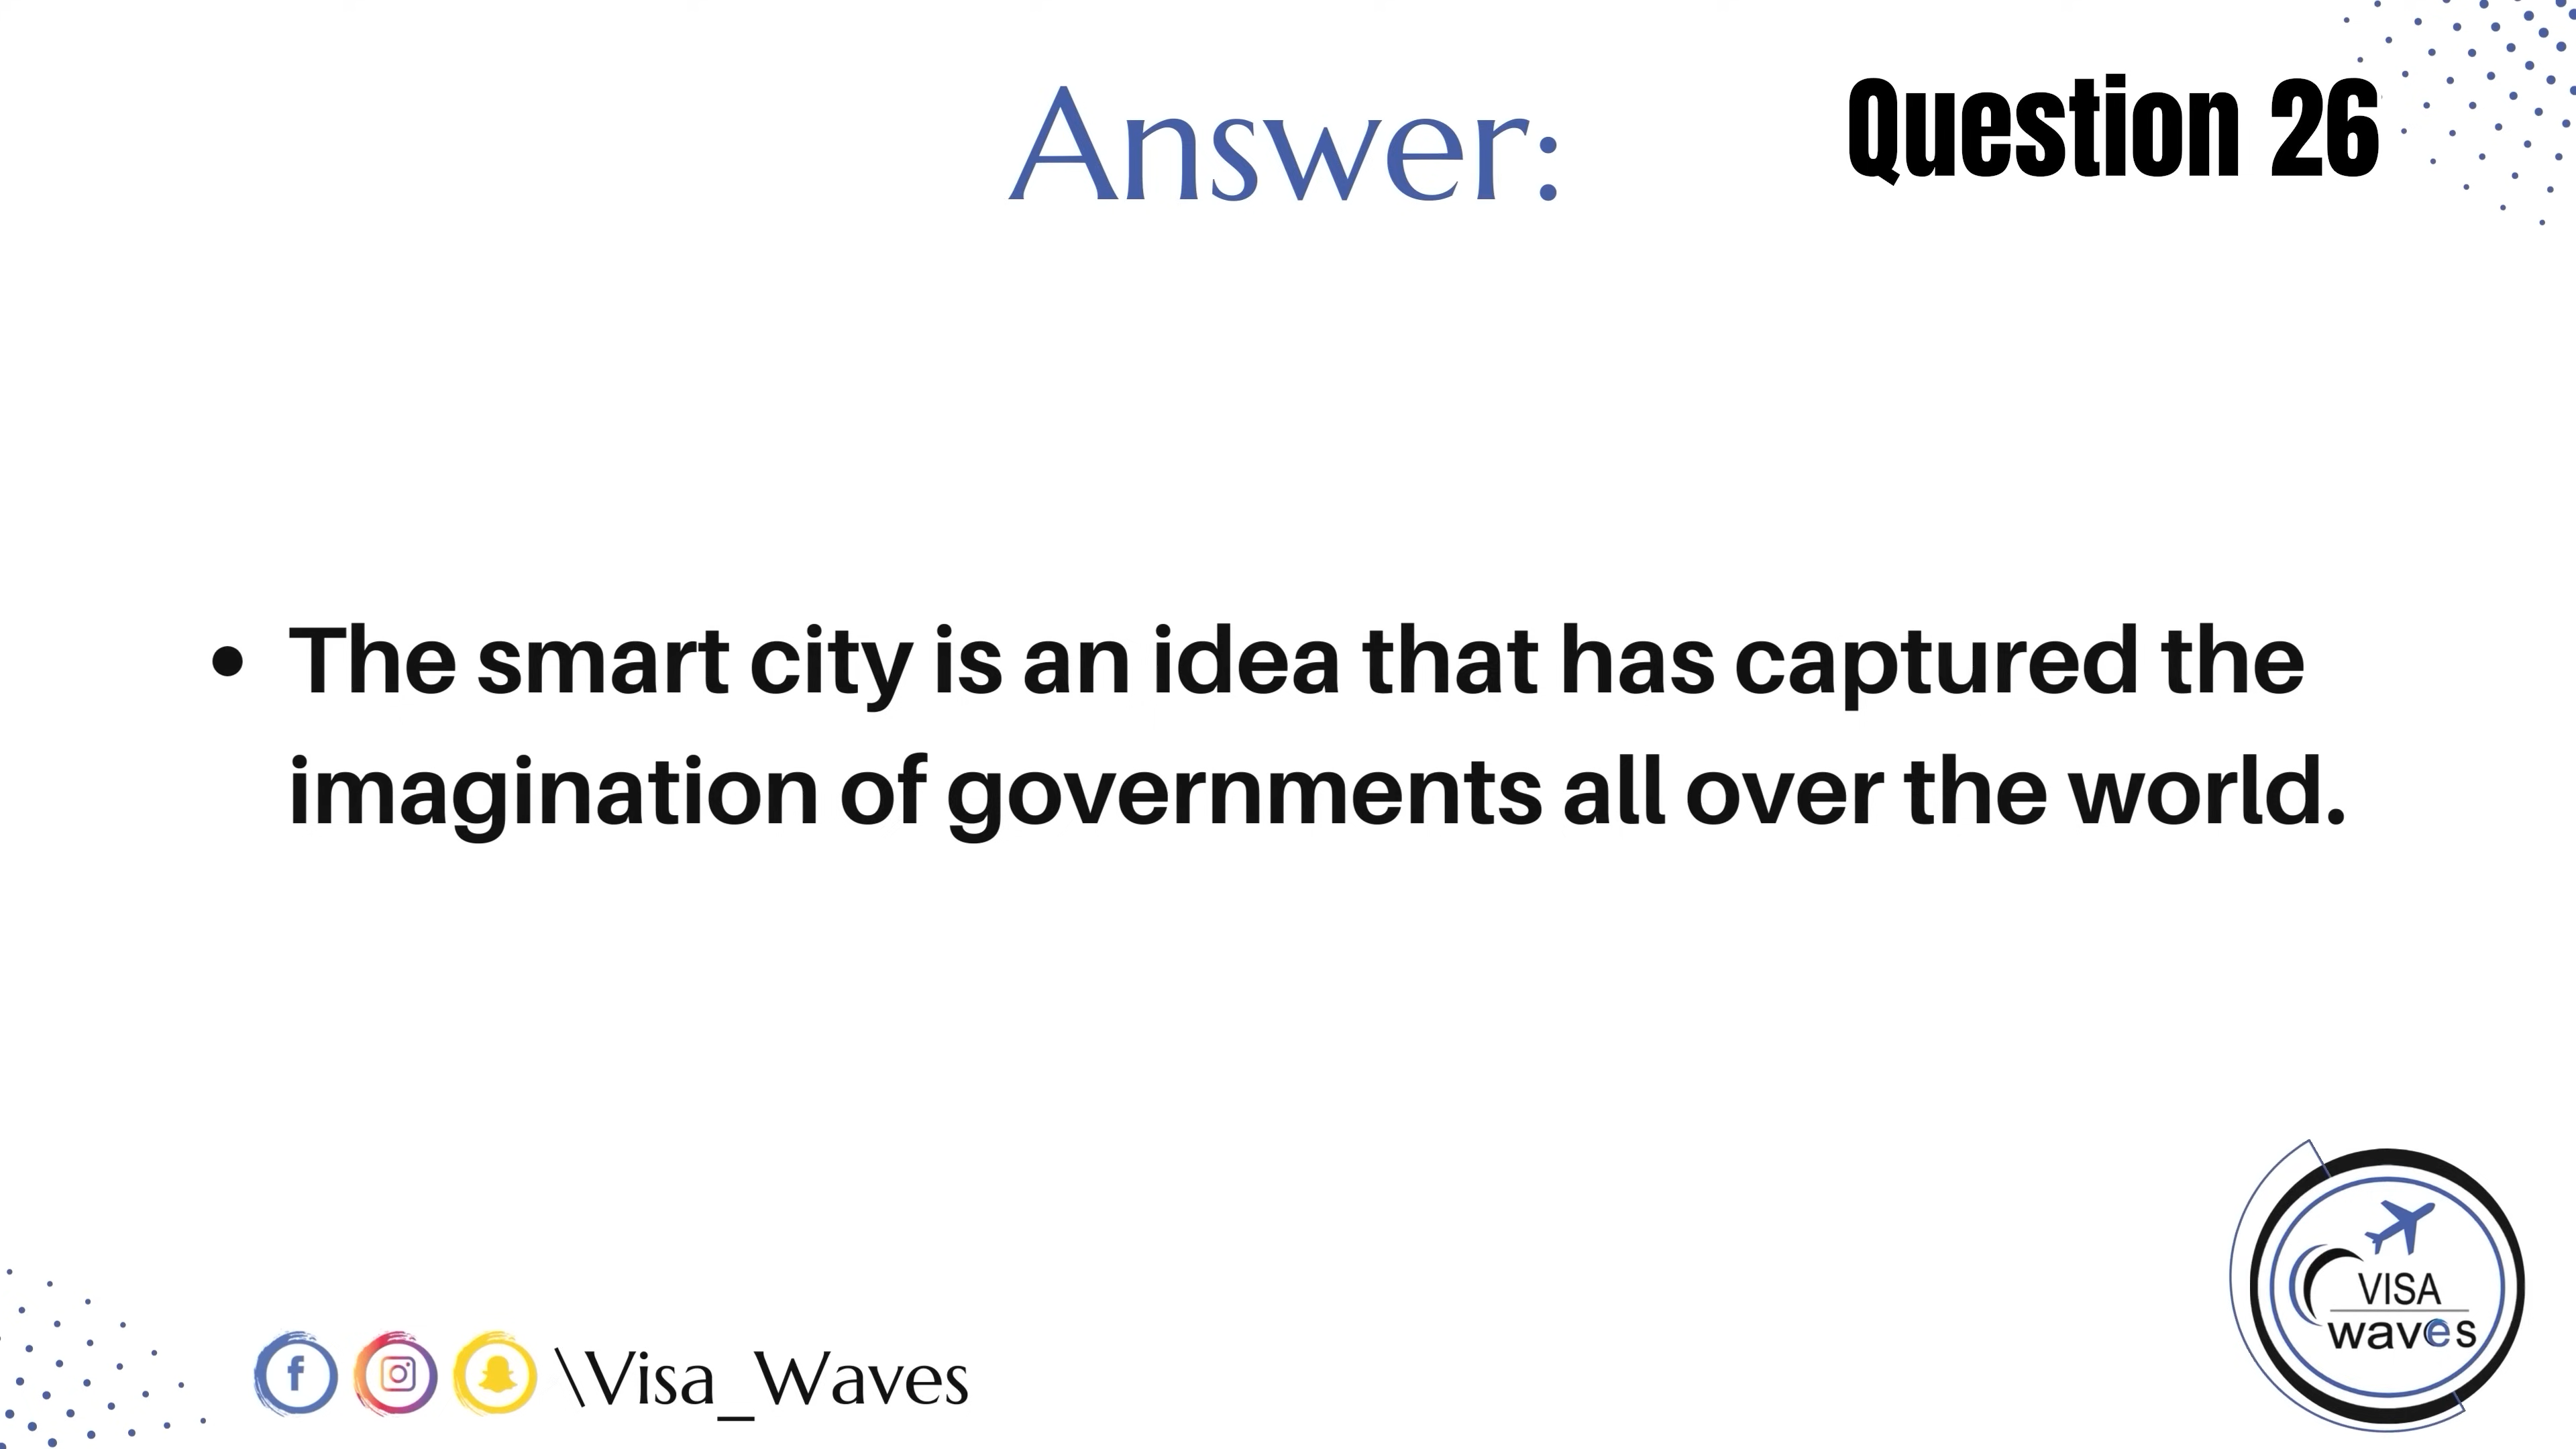 Answer:
Question 26
• The smart city is an idea that has captured the
imagination of governments all over the world.
\Visa_Waves
VISA
waves